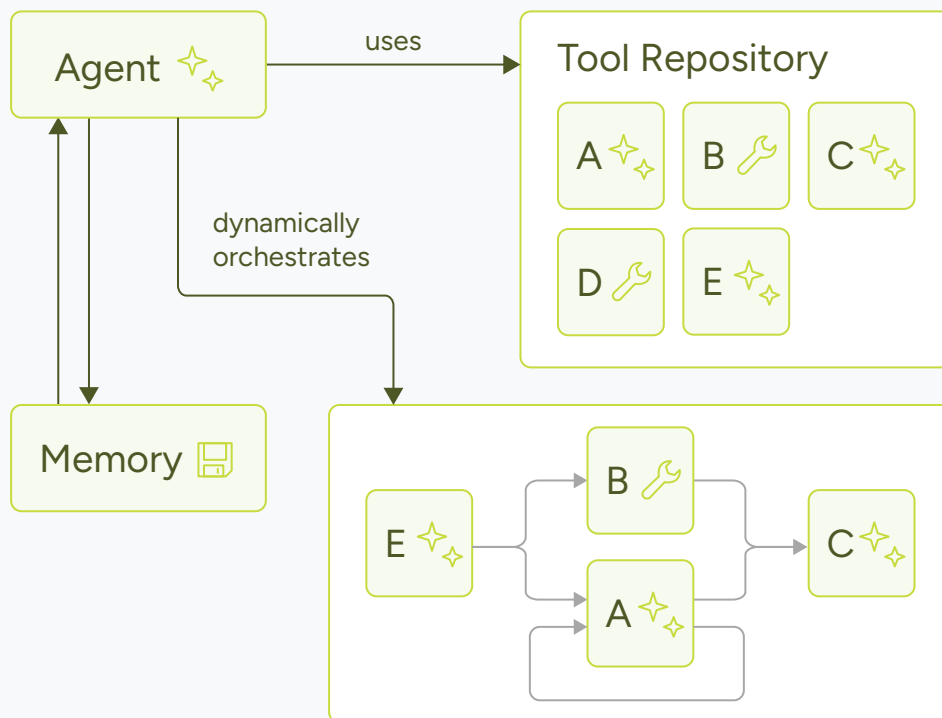 Agent
uses
Tool Repository
A
B
C
D
E
dynamically
orchestrates
Memory
E
B
A
C